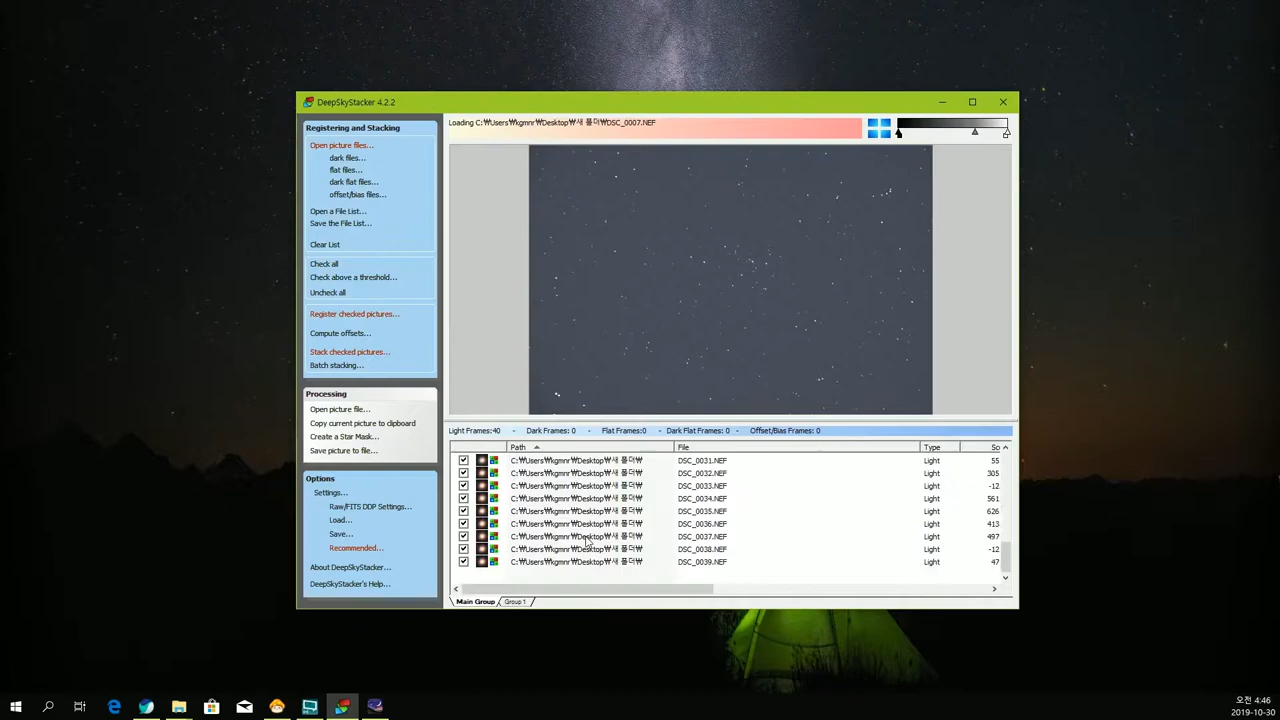 DeepSkyStacker 4.2.2
Registering and Stacking
Open picture files...
dark files...
flat files...
dark flat files...
offset/bias files...
Open a File List...
Save the File List...
Clear List
Check all
Check above a threshold...
Uncheck all
Register checked pictures...
Compute offsets...
Stack checked pictures...
Batch stacking...
Processing
Open picture file...
Copy current picture to clipboard
Create a Star Mask...
Save picture to file...
Options
Settings...
Raw/FITS DDP Settings...
Load...
Save...
Recommended...
About DeepSkyStacker...
DeepSkyStacker's Help...
Loading C:₩Users₩kgmnr₩Desktop₩새 폴더₩DSC_0007.NEF
Light Frames:40 - Dark Frames: 0 - Flat Frames:0 - Dark Flat Frames: 0 - Offset/Bias Frames: 0
Path File Type Sc
C:₩Users₩kgmnr₩Desktop₩새 폴더₩ DSC_0031.NEF Light 55
C:₩Users₩kgmnr₩Desktop₩새 폴더₩ DSC_0032.NEF Light 305
C:₩Users₩kgmnr₩Desktop₩새 폴더₩ DSC_0033.NEF Light -12
C:₩Users₩kgmnr₩Desktop₩새 폴더₩ DSC_0034.NEF Light 561
C:₩Users₩kgmnr₩Desktop₩새 폴더₩ DSC_0035.NEF Light 626
C:₩Users₩kgmnr₩Desktop₩새 폴더₩ DSC_0036.NEF Light 413
C:₩Users₩kgmnr₩Desktop₩새 폴더₩ DSC_0037.NEF Light 497
C:₩Users₩kgmnr₩Desktop₩새 폴더₩ DSC_0038.NEF Light -12
C:₩Users₩kgmnr₩Desktop₩새 폴더₩ DSC_0039.NEF Light 47
Main Group Group 1
오전 4:46
2019-10-30